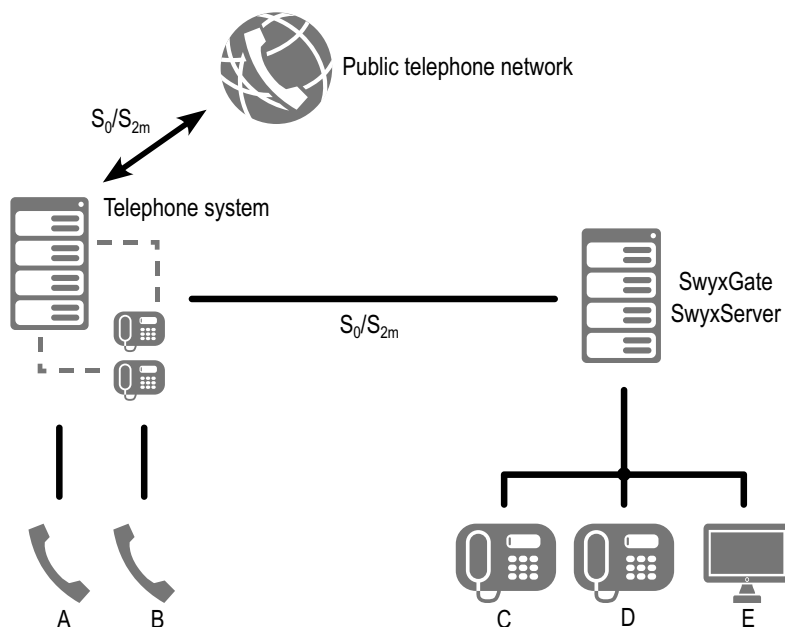 Public telephone network
S0/S2m
Telephone system
SwyxGate
SwyxServer
S0/S2m
A
B
C
D
E